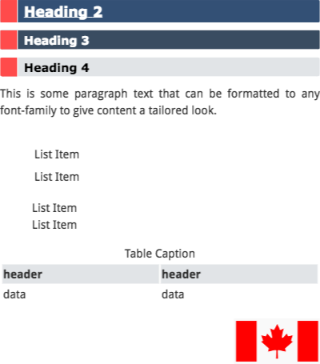 Heading 2
Heading 3
Heading 4
This is some paragraph text that can be formatted to any
font-family to give content a tailored look.
List Item
List Item
List Item
List Item
Table Caption
header header
data data